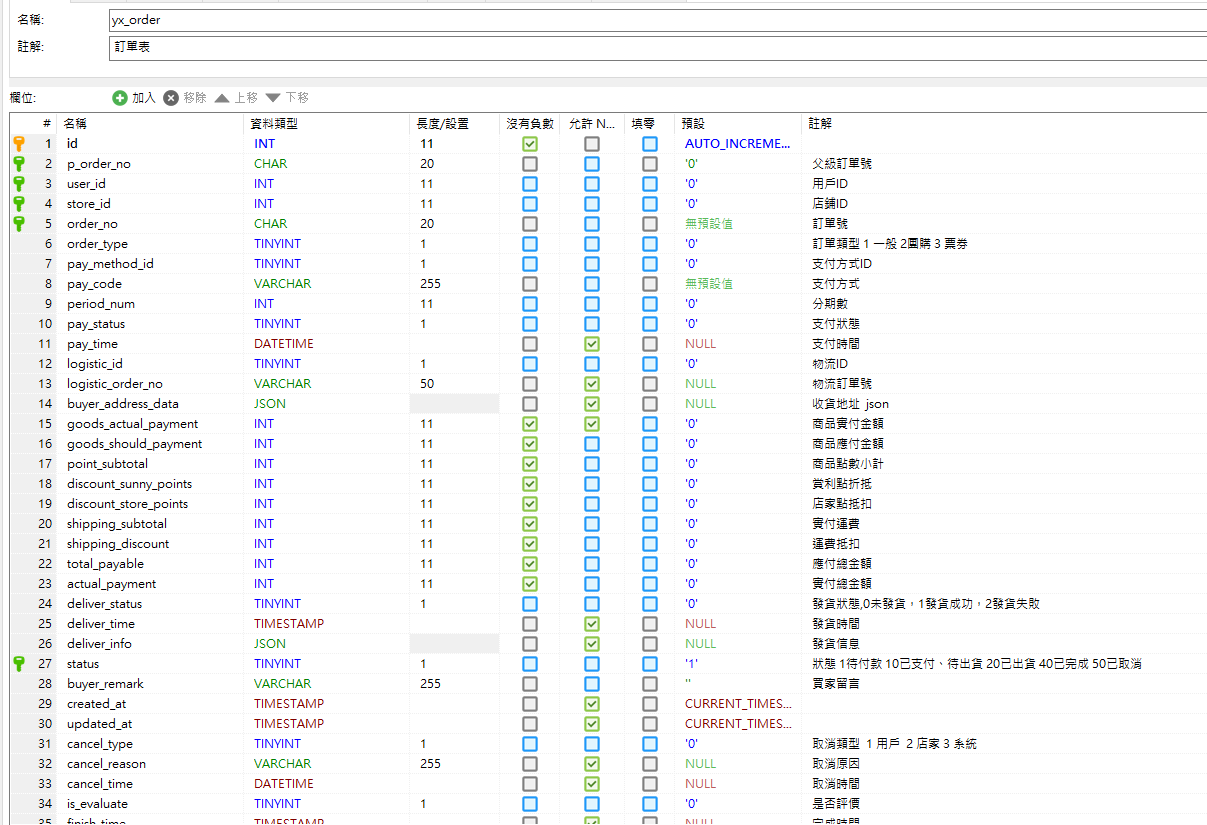 名稱: yx_order
註解: 訂單表
欄位: 加入 移除 上移 下移
# 名稱 資料類型 長度/設置 沒有負數 允許 N... 填零 預設 註解
1 id INT 11 AUTO_INCREME...
2 p_order_no CHAR 20 '0' 父級訂單號
3 user_id INT 11 '0' 用戶ID
4 store_id INT 11 '0' 店鋪ID
5 order_no CHAR 20 無預設值 訂單號
6 order_type TINYINT 1 '0' 訂單類型 1 一般 2團購 3 票券
7 pay_method_id TINYINT 1 '0' 支付方式ID
8 pay_code VARCHAR 255 無預設值 支付方式
9 period_num INT 11 '0' 分期數
10 pay_status TINYINT 1 '0' 支付狀態
11 pay_time DATETIME NULL 支付時間
12 logistic_id TINYINT 1 '0' 物流ID
13 logistic_order_no VARCHAR 50 NULL 物流訂單號
14 buyer_address_data JSON NULL 收貨地址 json
15 goods_actual_payment INT 11 '0' 商品實付金額
16 goods_should_payment INT 11 '0' 商品應付金額
17 point_subtotal INT 11 '0' 商品點數小計
18 discount_sunny_points INT 11 '0' 賞利點折抵
19 discount_store_points INT 11 '0' 店家點抵扣
20 shipping_subtotal INT 11 '0' 實付運費
21 shipping_discount INT 11 '0' 運費抵扣
22 total_payable INT 11 '0' 應付總金額
23 actual_payment INT 11 '0' 實付總金額
24 deliver_status TINYINT 1 '0' 發貨狀態,0未發貨，1發貨成功，2發貨失敗
25 deliver_time TIMESTAMP NULL 發貨時間
26 deliver_info JSON NULL 發貨信息
27 status TINYINT 1 '1' 狀態 1待付款 10已支付、待出貨 20已出貨 40已完成 50已取消
28 buyer_remark VARCHAR 255 '' 買家留言
29 created_at TIMESTAMP CURRENT_TIMES...
30 updated_at TIMESTAMP CURRENT_TIMES...
31 cancel_type TINYINT 1 '0' 取消類型 1 用戶 2 店家 3 系統
32 cancel_reason VARCHAR 255 NULL 取消原因
33 cancel_time DATETIME NULL 取消時間
34 is_evaluate TINYINT 1 '0' 是否評價
35 finish_time TIMESTAMP NULL 完成時間